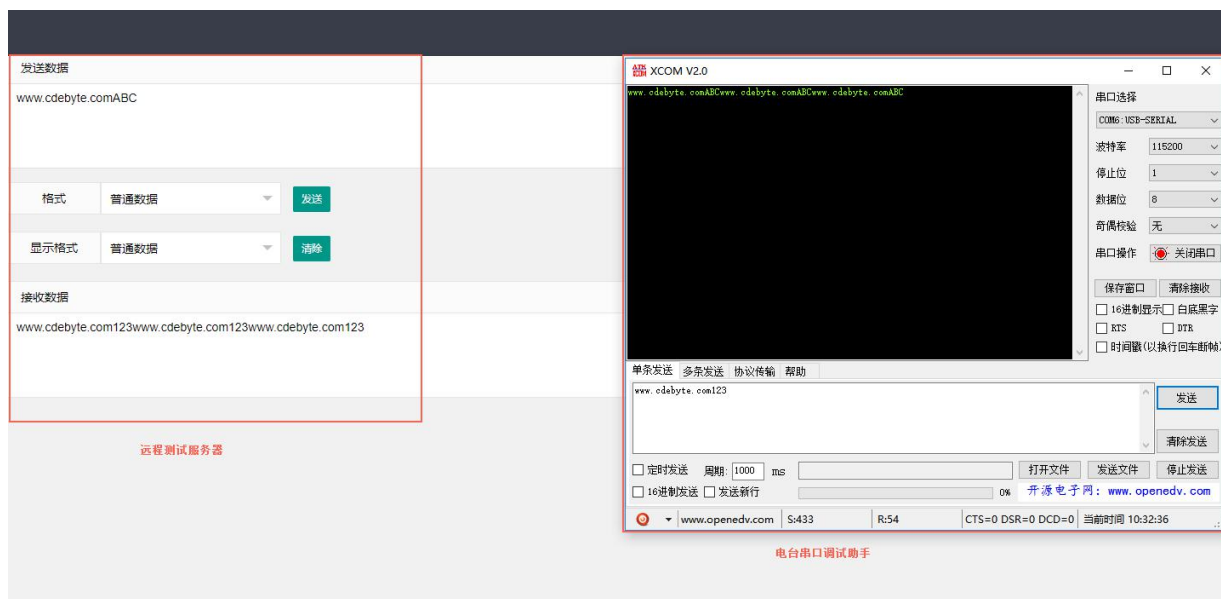 发送数据
www.cdebyte.comABC
格式 普通数据 发送
显示格式 普通数据 清除
接收数据
www.cdebyte.com123www.cdebyte.com123www.cdebyte.com123
远程测试服务器
XCOM V2.0
www.cdebyte.comABCwww.cdebyte.comABCwww.cdebyte.comABC
串口选择
COM6:USB-SERIAL
波特率 115200
停止位 1
数据位 8
奇偶校验 无
串口操作 关闭串口
保存窗口 清除接收
16进制显示 白底黑字
RTS DTR
时间戳(以换行回车断帧)
单条发送 多条发送 协议传输 帮助
www.cdebyte.com123
发送
清除发送
定时发送 周期: 1000 ms 打开文件 发送文件 停止发送
16进制发送 发送新行 0% 开源电子网: www.openedv.com
www.openedv.com S:433 R:54 CTS=0 DSR=0 DCD=0 当前时间 10:32:36
电台串口调试助手